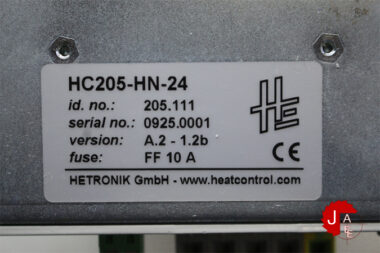 HC205-HN-24
id. no.: 205.111
serial no.: 0925.0001
version: A.2 - 1.2b
fuse: FF 10 A
HE
CE
HETRONIK GmbH - www.heatcontrol.com